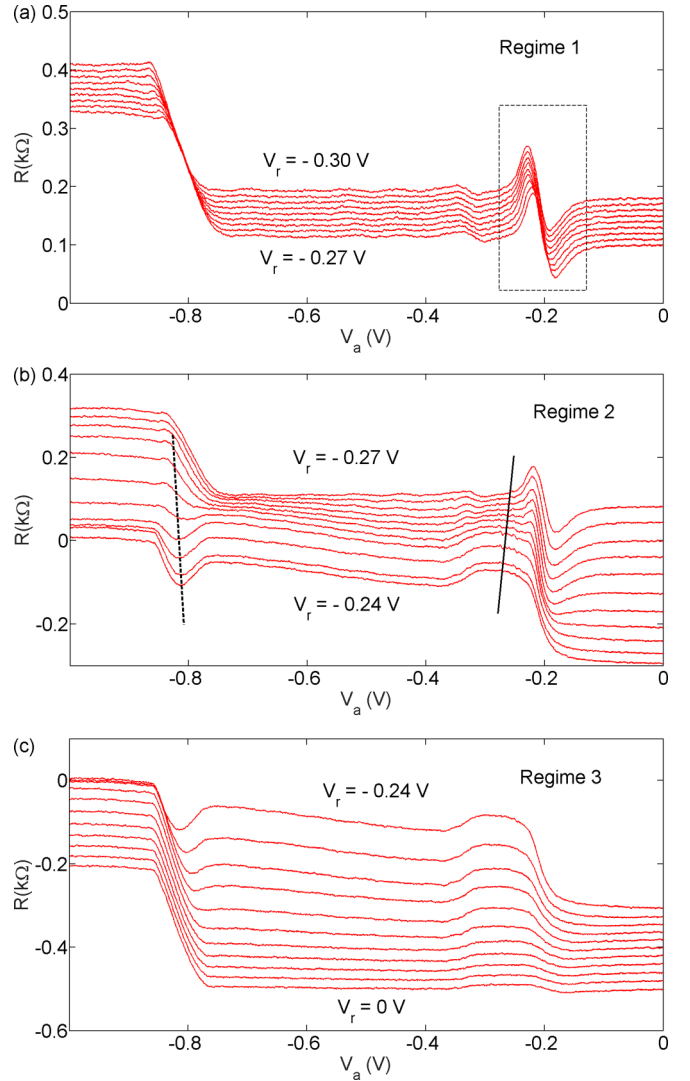 (a)
0.5
0.4
0.3
0.2
0.1
0
R(kΩ)
Regime 1
V_r = - 0.30 V
V_r = - 0.27 V
-0.8
-0.6
-0.4
-0.2
0
V_a (V)
(b)
0.4
0.2
0
-0.2
R(kΩ)
Regime 2
V_r = - 0.27 V
V_r = - 0.24 V
-0.8
-0.6
-0.4
-0.2
0
V_a (V)
(c)
0
-0.2
-0.4
-0.6
R(kΩ)
Regime 3
V_r = - 0.24 V
V_r = 0 V
-0.8
-0.6
-0.4
-0.2
0
V_a (V)